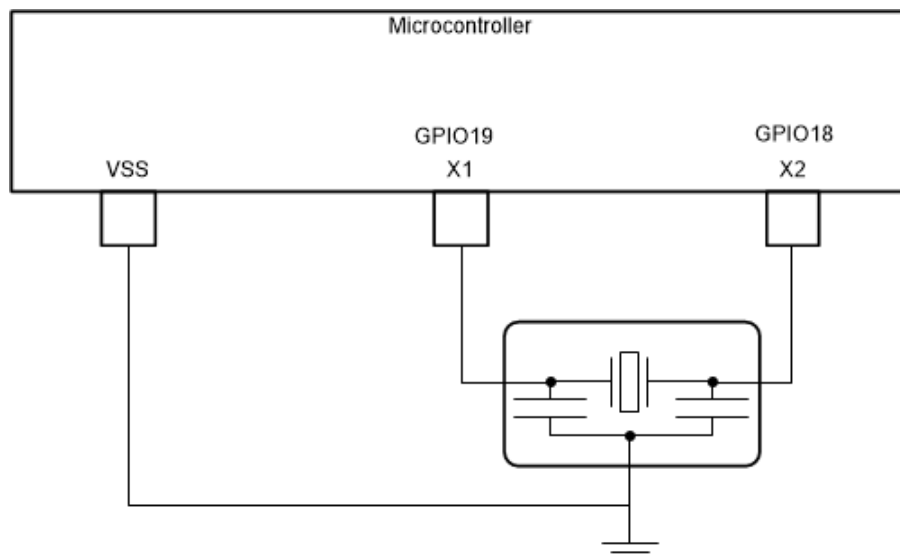 Microcontroller
GPIO19
GPIO18
VSS
X1
X2